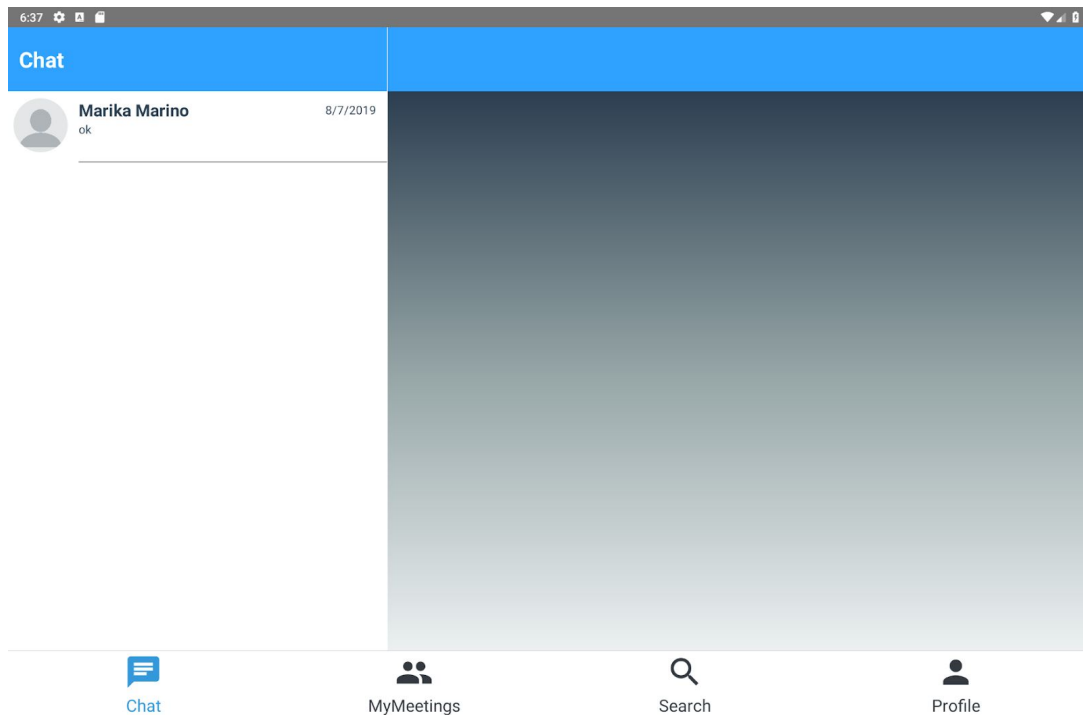 6:37
Chat
Marika Marino 8/7/2019
ok
Chat MyMeetings Search Profile